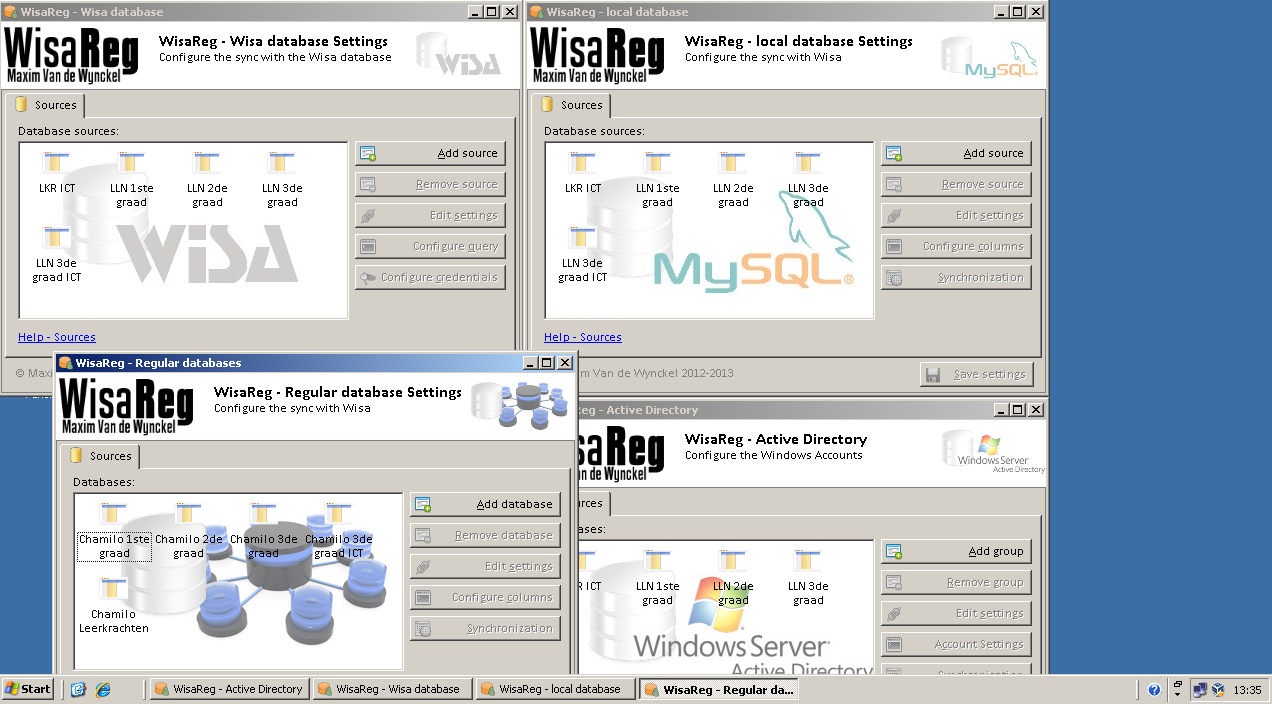 WisaReg - Wisa database
WisaReg
Maxim Van de Wynckel
WisaReg - Wisa database Settings
Configure the sync with the Wisa database
WiSA
Sources
Database sources:
LKR ICT
LLN 1ste
graad
LLN 2de
graad
LLN 3de
graad
LLN 3de
graad ICT
WiSA
Add source
Remove source
Edit settings
Configure query
Configure credentials
Help - Sources
© Maxi
WisaReg - local database
WisaReg
Maxim Van de Wynckel
WisaReg - local database Settings
Configure the sync with Wisa
MySQL®
Sources
Database sources:
LKR ICT
LLN 1ste
graad
LLN 2de
graad
LLN 3de
graad
LLN 3de
graad ICT
MySQL®
Add source
Remove source
Edit settings
Configure columns
Synchronization
Help - Sources
m Van de Wynckel 2012-2013
Save settings
WisaReg - Regular databases
WisaReg
Maxim Van de Wynckel
WisaReg - Regular database Settings
Configure the sync with Wisa
Sources
Databases:
Chamilo 1ste
graad
Chamilo 2de
graad
Chamilo 3de
graad
Chamilo 3de
graad ICT
Chamilo
Leerkrachten
Add database
Remove database
Edit settings
Configure columns
Synchronization
eg - Active Directory
saReg
m Van de Wynckel
WisaReg - Active Directory
Configure the Windows Accounts
Windows Server
Active Directory
urces
ases:
R ICT
LLN 1ste
graad
LLN 2de
graad
LLN 3de
graad
Windows Server
Active Directory
Add group
Remove group
Edit settings
Account Settings
Start
WisaReg - Active Directory
WisaReg - Wisa database
WisaReg - local database
WisaReg - Regular da...
13:35